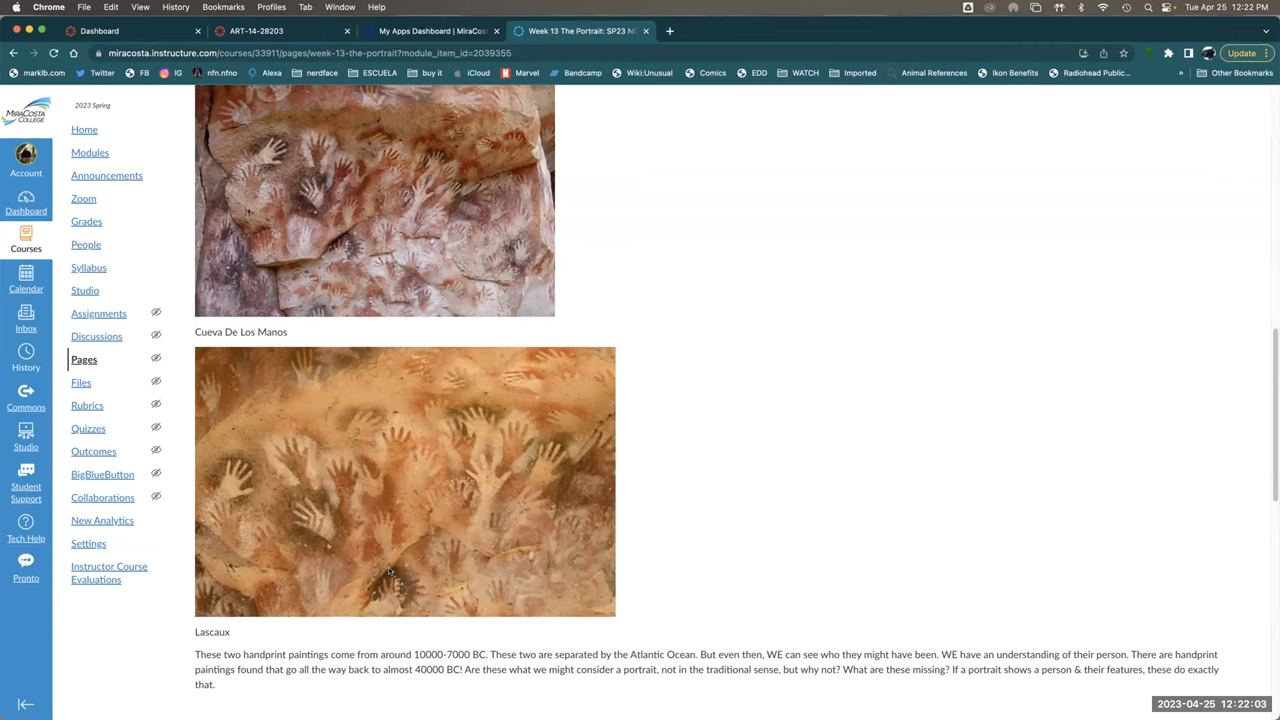 Chrome File Edit View History Bookmarks Profiles Tab Window Help
Tue Apr 25 12:22 PM
Dashboard
ART-14-28203
My Apps Dashboard | MiraCost
Week 13 The Portrait: SP23 NO
miracosta.instructure.com/courses/33911/pages/week-13-the-portrait?module_item_id=2039355
Update
marklb.com Twitter FB IG nfn.nfno Alexa nerdface ESCUELA buy it iCloud Marvel Bandcamp Wiki:Unusual Comics EDD WATCH Imported Animal References Ikon Benefits Radiohead Public... » Other Bookmarks
MIRACOSTA
COLLEGE
Account
Dashboard
Courses
Calendar
Inbox
History
Commons
Studio
Student
Support
Tech Help
Pronto
2023 Spring
Home
Modules
Announcements
Zoom
Grades
People
Syllabus
Studio
Assignments
Discussions
Pages
Files
Rubrics
Quizzes
Outcomes
BigBlueButton
Collaborations
New Analytics
Settings
Instructor Course
Evaluations
Cueva De Los Manos
Lascaux
These two handprint paintings come from around 10000-7000 BC. These two are separated by the Atlantic Ocean. But even then, WE can see who they might have been. WE have an understanding of their person. There are handprint
paintings found that go all the way back to almost 40000 BC! Are these what we might consider a portrait, not in the traditional sense, but why not? What are these missing? If a portrait shows a person & their features, these do exactly
that.
2023-04-25 12:22:03